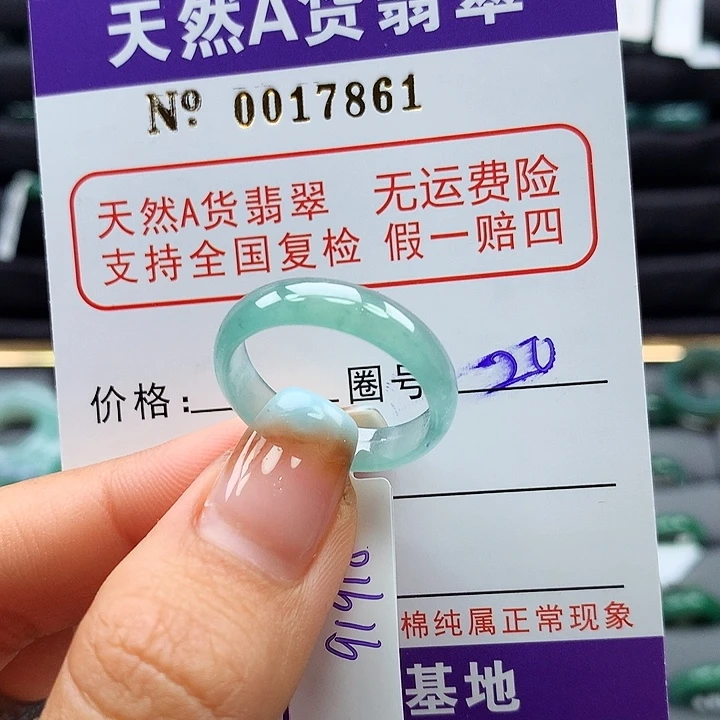 天然A货翡翠
Nº 0017861
天然A货翡翠 无运费险
支持全国复检 假一赔四
价格: 圈号 20
棉纯属正常现象
基地